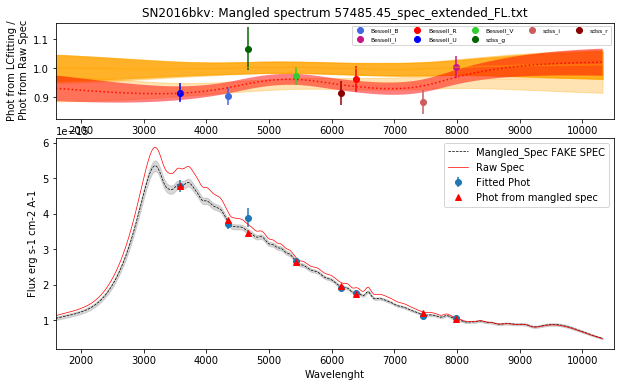 SN2016bkv: Mangled spectrum 57485.45_spec_extended_FL.txt
Phot from LCfitting /
Phot from Raw Spec
1.1
1.0
0.9
Bessell_B
Bessell_I
Bessell_R
Bessell_U
Bessell_V
sdss_g
sdss_i
sdss_r
2000 3000 4000 5000 6000 7000 8000 9000 10000
Flux erg s-1 cm-2 A-1
6
5
4
3
2
1
Mangled_Spec FAKE SPEC
Raw Spec
Fitted Phot
Phot from mangled spec
2000 3000 4000 5000 6000 7000 8000 9000 10000
Wavelenght